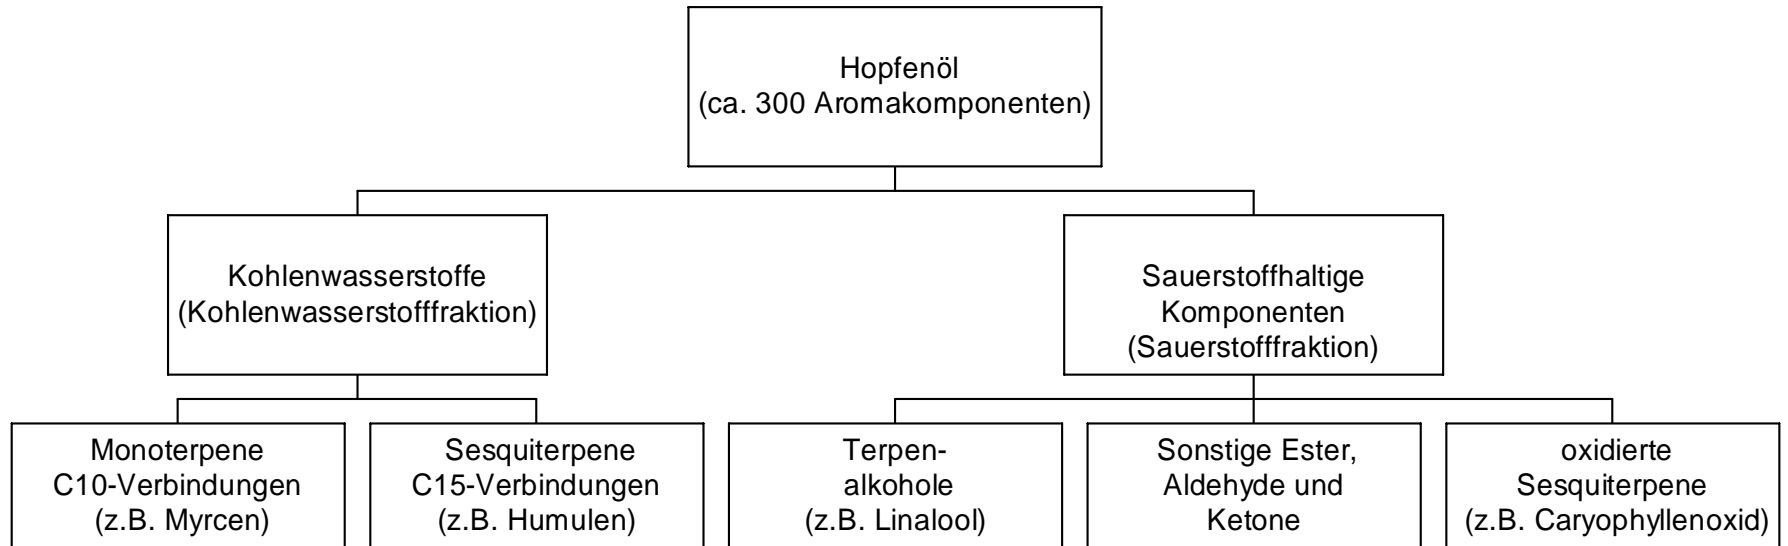 Hopfenöl
(ca. 300 Aromakomponenten)
Kohlenwasserstoffe
(Kohlenwasserstofffraktion)
Sauerstoffhaltige
Komponenten
(Sauerstofffraktion)
Monoterpene
C10-Verbindungen
(z.B. Myrcen)
Sesquiterpene
C15-Verbindungen
(z.B. Humulen)
Terpen-
alkohole
(z.B. Linalool)
Sonstige Ester,
Aldehyde und
Ketone
oxidierte
Sesquiterpene
(z.B. Caryophyllenoxid)